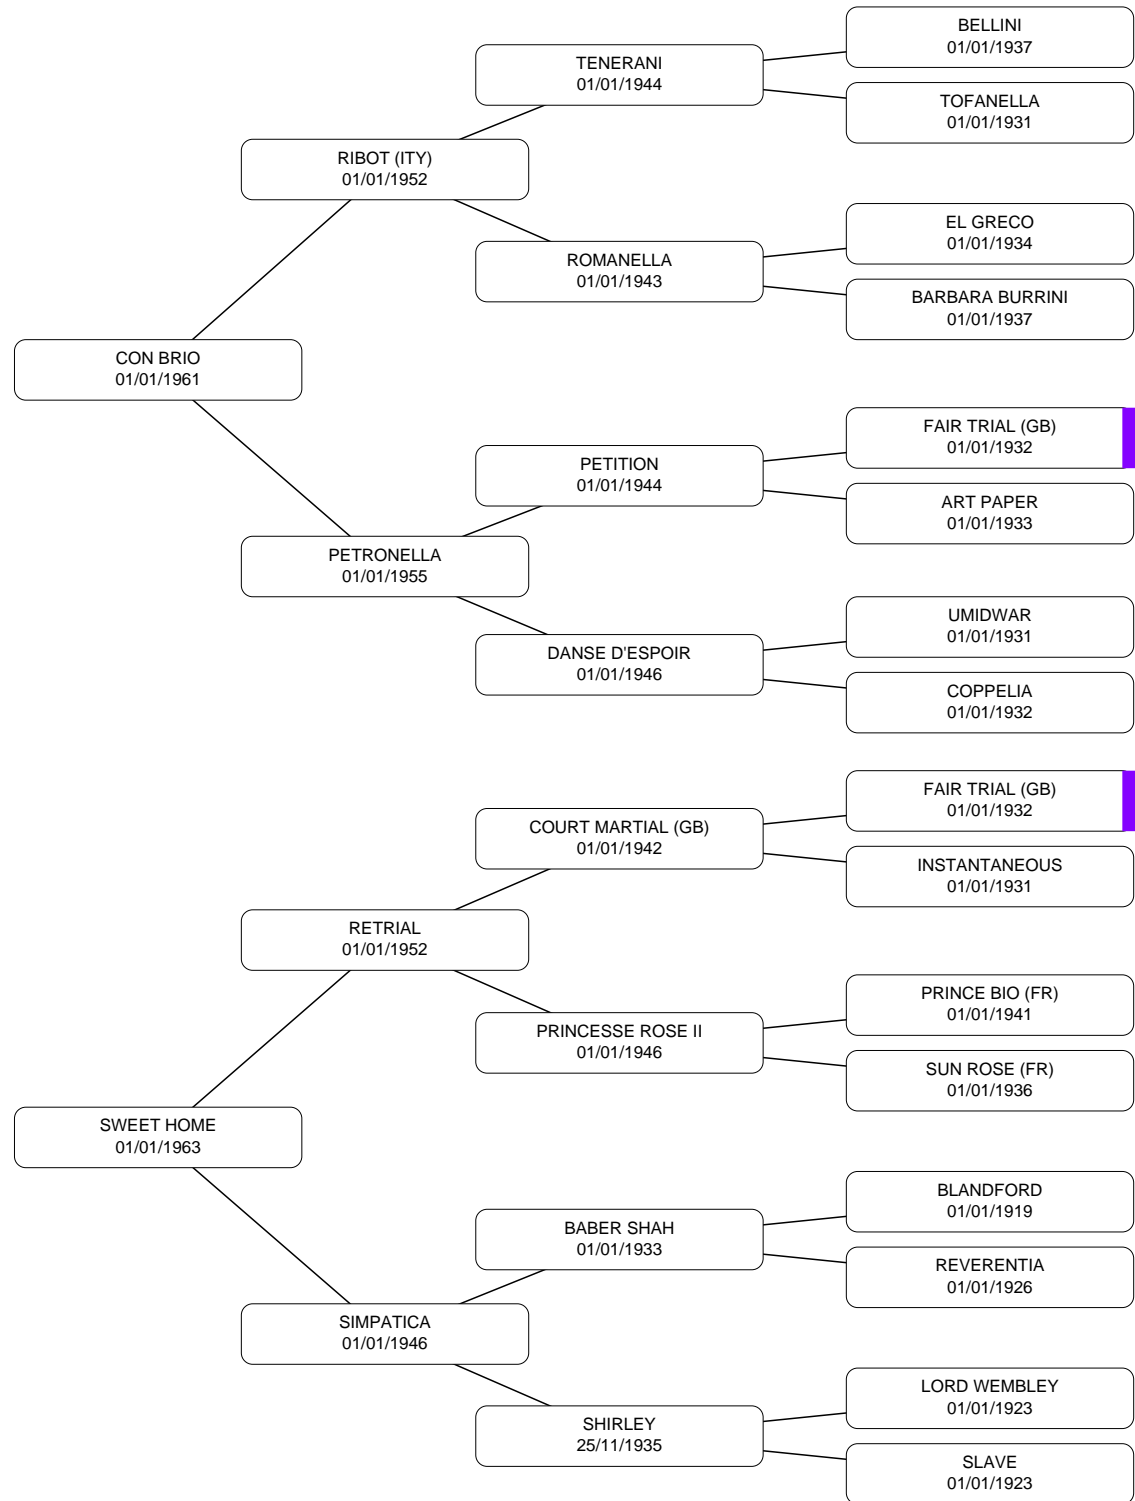 BELLINI
01/01/1937
TENERANI
01/01/1944
TOFANELLA
01/01/1931
RIBOT (ITY)
01/01/1952
EL GRECO
01/01/1934
ROMANELLA
01/01/1943
BARBARA BURRINI
01/01/1937
CON BRIO
01/01/1961
FAIR TRIAL (GB)
01/01/1932
PETITION
01/01/1944
ART PAPER
01/01/1933
PETRONELLA
01/01/1955
UMIDWAR
01/01/1931
DANSE D'ESPOIR
01/01/1946
COPPELIA
01/01/1932
FAIR TRIAL (GB)
01/01/1932
COURT MARTIAL (GB)
01/01/1942
INSTANTANEOUS
01/01/1931
RETRIAL
01/01/1952
PRINCE BIO (FR)
01/01/1941
PRINCESSE ROSE II
01/01/1946
SUN ROSE (FR)
01/01/1936
SWEET HOME
01/01/1963
BLANDFORD
01/01/1919
BABER SHAH
01/01/1933
REVERENTIA
01/01/1926
SIMPATICA
01/01/1946
LORD WEMBLEY
01/01/1923
SHIRLEY
25/11/1935
SLAVE
01/01/1923